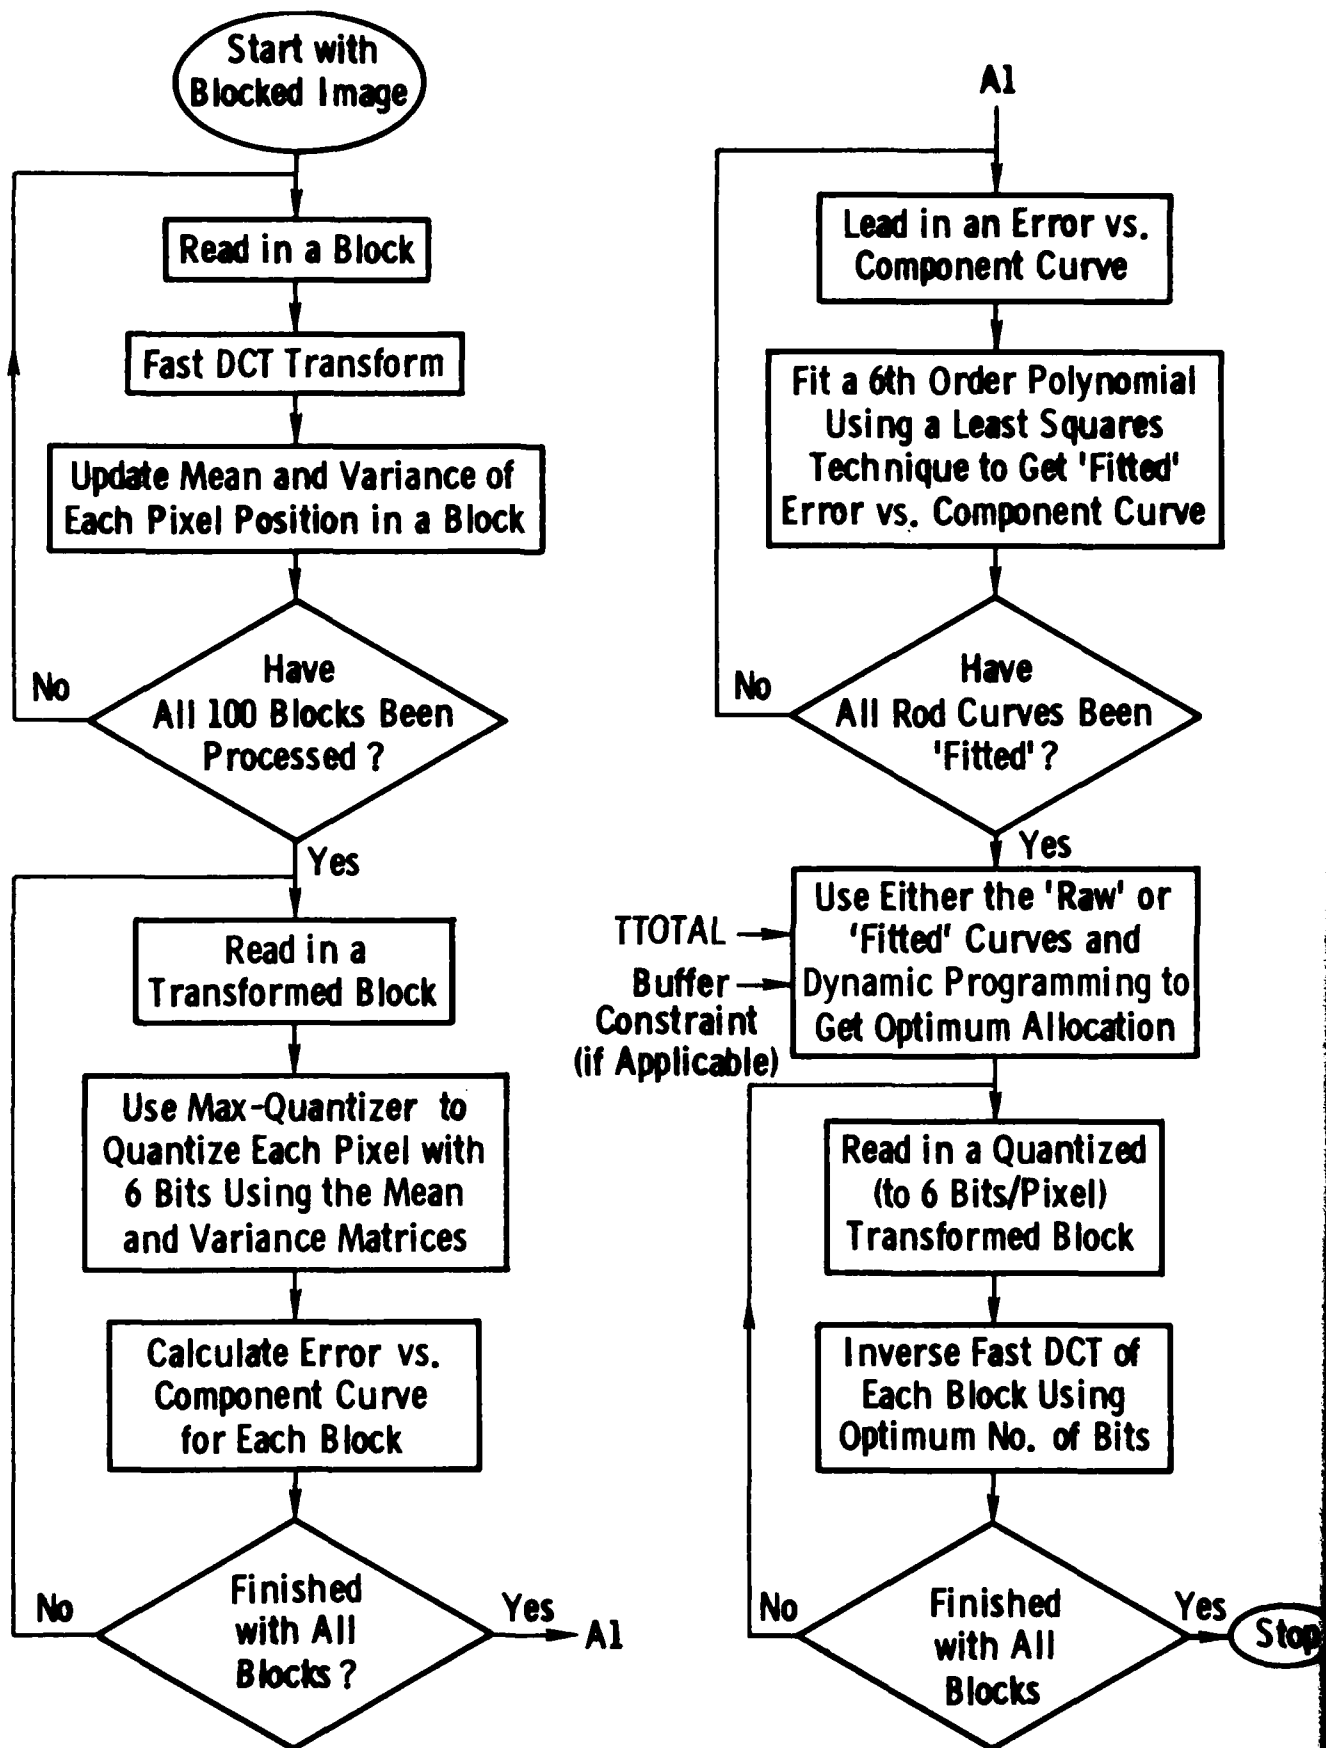 Start with
Blocked Image
Read in a Block
Fast DCT Transform
Update Mean and Variance of
Each Pixel Position in a Block
Have
All 100 Blocks Been
Processed ?
No
Yes
Read in a
Transformed Block
Use Max-Quantizer to
Quantize Each Pixel with
6 Bits Using the Mean
and Variance Matrices
Calculate Error vs.
Component Curve
for Each Block
Finished
with All
Blocks ?
No
Yes
A1
A1
Lead in an Error vs.
Component Curve
Fit a 6th Order Polynomial
Using a Least Squares
Technique to Get 'Fitted'
Error vs. Component Curve
Have
All Rod Curves Been
'Fitted' ?
No
Yes
TTOTAL
Buffer
Constraint
(if Applicable)
Use Either the 'Raw' or
'Fitted' Curves and
Dynamic Programming to
Get Optimum Allocation
Read in a Quantized
(to 6 Bits/Pixel)
Transformed Block
Inverse Fast DCT of
Each Block Using
Optimum No. of Bits
Finished
with All
Blocks
No
Yes
Stop